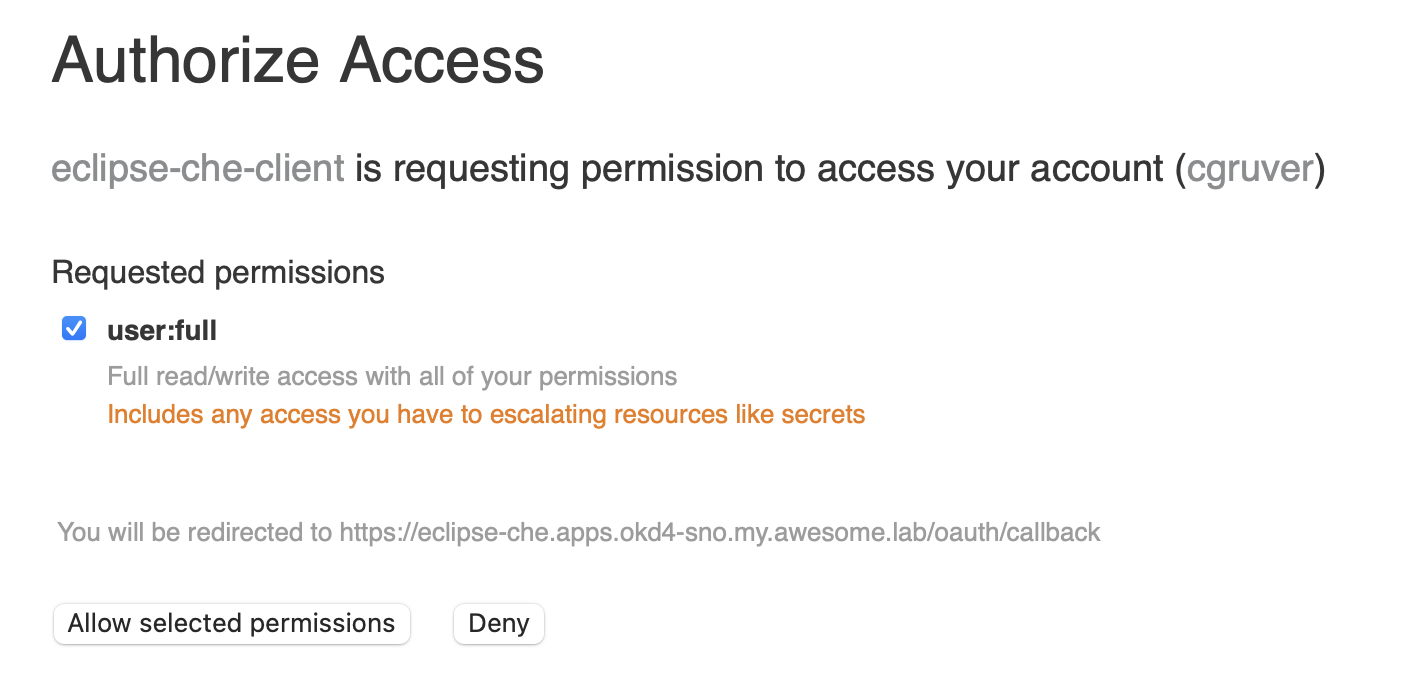 Authorize Access
eclipse-che-client is requesting permission to access your account (cgruver)
Requested permissions
user:full
Full read/write access with all of your permissions
Includes any access you have to escalating resources like secrets
You will be redirected to https://eclipse-che.apps.okd4-sno.my.awesome.lab/oauth/callback
Allow selected permissions Deny